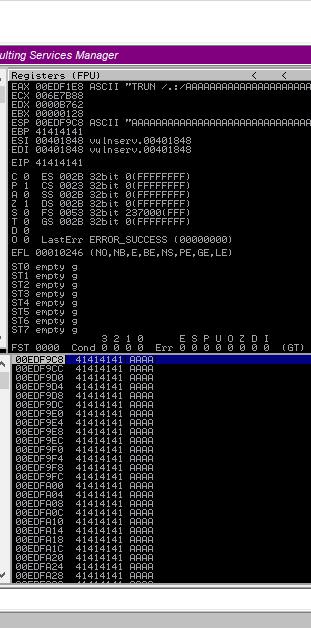 ulting Services Manager
Registers (FPU) < <
EAX 00EDF1E8 ASCII "TRUN /.:/AAAAAAAAAAAAAAAAAAAAA
ECX 006E7B88
EDX 0000B762
EBX 00000128
ESP 00EDF9C8 ASCII "AAAAAAAAAAAAAAAAAAAAAAAAAAAAAA
EBP 41414141
ESI 00401848 vulnserv.00401848
EDI 00401848 vulnserv.00401848
EIP 41414141
C 0 ES 002B 32bit 0(FFFFFFFF)
P 1 CS 0023 32bit 0(FFFFFFFF)
A 0 SS 002B 32bit 0(FFFFFFFF)
Z 1 DS 002B 32bit 0(FFFFFFFF)
S 0 FS 0053 32bit 237000(FFF)
T 0 GS 002B 32bit 0(FFFFFFFF)
D 0
O 0 LastErr ERROR_SUCCESS (00000000)
EFL 00010246 (NO,NB,E,BE,NS,PE,GE,LE)
ST0 empty g
ST1 empty g
ST2 empty g
ST3 empty g
ST4 empty g
ST5 empty g
ST6 empty g
ST7 empty g
3 2 1 0 E S P U O Z D I
FST 0000 Cond 0 0 0 0 Err 0 0 0 0 0 0 0 0 (GT)
00EDF9C8 41414141 AAAA
00EDF9CC 41414141 AAAA
00EDF9D0 41414141 AAAA
00EDF9D4 41414141 AAAA
00EDF9D8 41414141 AAAA
00EDF9DC 41414141 AAAA
00EDF9E0 41414141 AAAA
00EDF9E4 41414141 AAAA
00EDF9E8 41414141 AAAA
00EDF9EC 41414141 AAAA
00EDF9F0 41414141 AAAA
00EDF9F4 41414141 AAAA
00EDF9F8 41414141 AAAA
00EDF9FC 41414141 AAAA
00EDFA00 41414141 AAAA
00EDFA04 41414141 AAAA
00EDFA08 41414141 AAAA
00EDFA0C 41414141 AAAA
00EDFA10 41414141 AAAA
00EDFA14 41414141 AAAA
00EDFA18 41414141 AAAA
00EDFA1C 41414141 AAAA
00EDFA20 41414141 AAAA
00EDFA24 41414141 AAAA
00EDFA28 41414141 AAAA